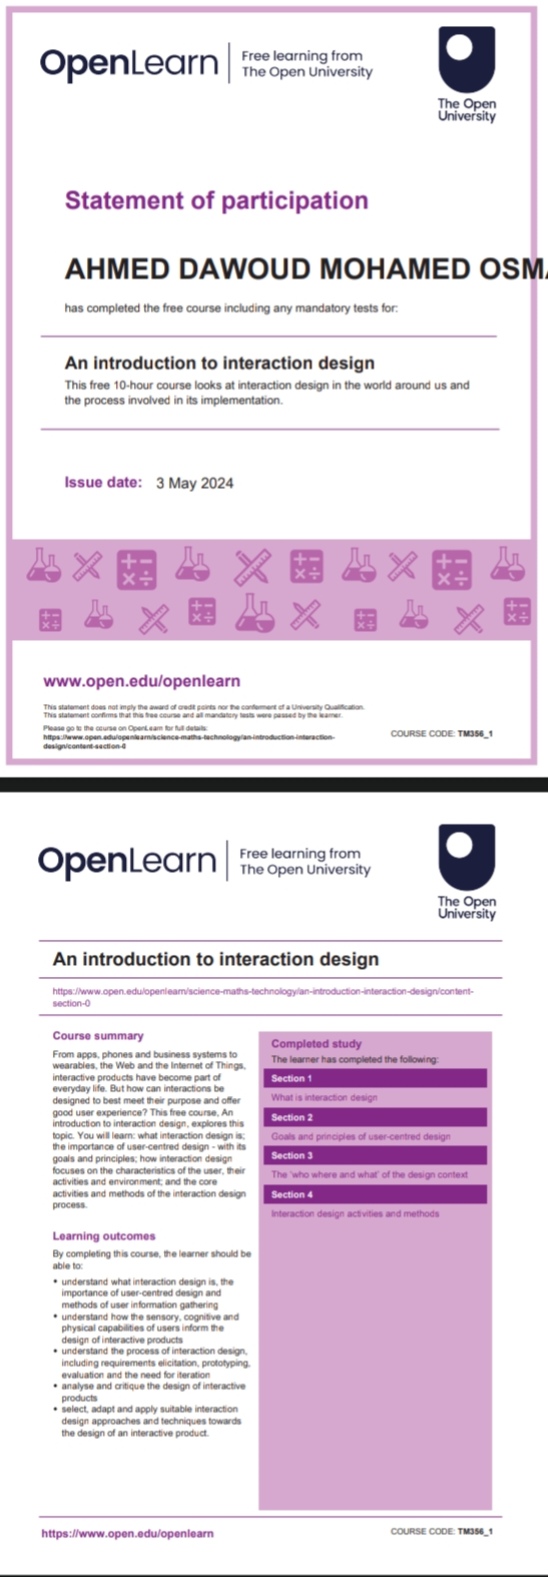 OpenLearn
Free learning from
The Open University
The Open
University
Statement of participation
AHMED DAWOUD MOHAMED OSM
has completed the free course including any mandatory tests for:
An introduction to interaction design
This free 10-hour course looks at interaction design in the world around us and
the process involved in its implementation.
Issue date: 3 May 2024
www.open.edu/openlearn
This statement does not imply the award of credit points nor the conferment of a University Qualification.
This statement confirms that this free course and all mandatory tests were passed by the learner.
Please go to the course on OpenLearn for full details:
https://www.open.edu/openlearn/science-maths-technology/an-introduction-interaction-
design/content-section-0
COURSE CODE: TM356_1
OpenLearn
Free learning from
The Open University
The Open
University
An introduction to interaction design
https://www.open.edu/openlearn/science-maths-technology/an-introduction-interaction-design/content-
section-0
Course summary
From apps, phones and business systems to
wearables, the Web and the Internet of Things,
interactive products have become part of
everyday life. But how can interactions be
designed to best meet their purpose and offer
good user experience? This free course, An
introduction to interaction design, explores this
topic. You will learn: what interaction design is;
the importance of user-centred design - with its
goals and principles; how interaction design
focuses on the characteristics of the user, their
activities and environment; and the core
activities and methods of the interaction design
process.
Learning outcomes
By completing this course, the learner should be
able to:
• understand what interaction design is, the
importance of user-centred design and
methods of user information gathering
• understand how the sensory, cognitive and
physical capabilities of users inform the
design of interactive products
• understand the process of interaction design,
including requirements elicitation, prototyping,
evaluation and the need for iteration
• analyse and critique the design of interactive
products
• select, adapt and apply suitable interaction
design approaches and techniques towards
the design of an interactive product.
Completed study
The learner has completed the following:
Section 1
What is interaction design
Section 2
Goals and principles of user-centred design
Section 3
The 'who where and what' of the design context
Section 4
Interaction design activities and methods
https://www.open.edu/openlearn
COURSE CODE: TM356_1